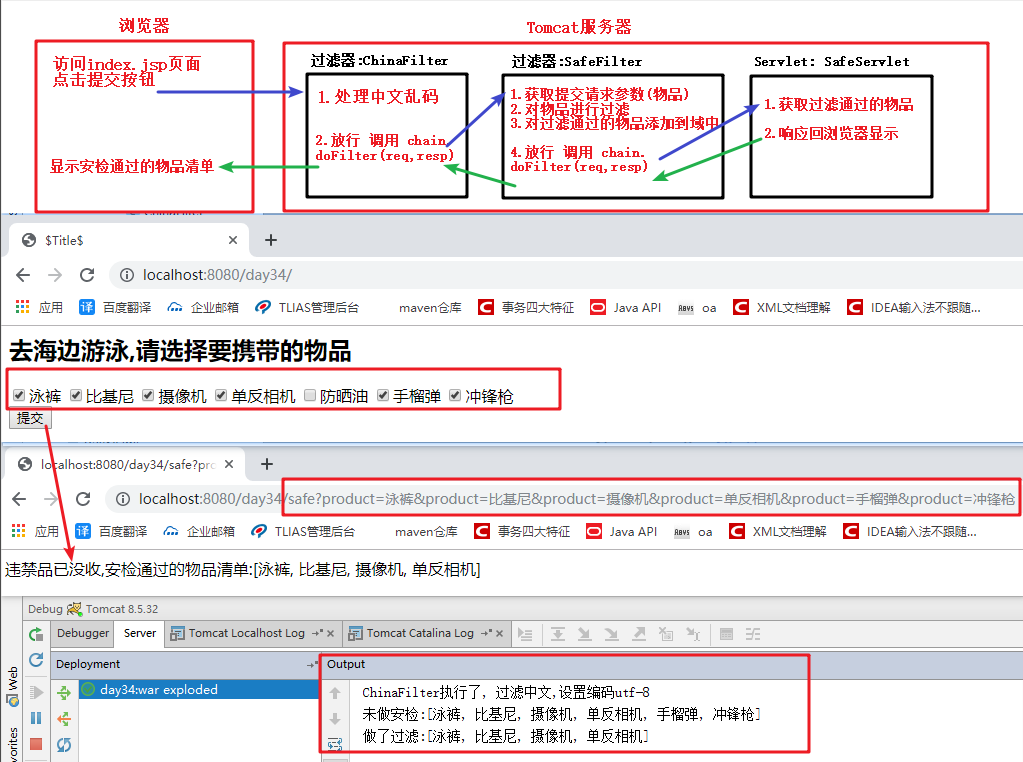 浏览器
Tomcat服务器
访问index.jsp页面
点击提交按钮
显示安检通过的物品清单
过滤器:ChinaFilter
1.处理中文乱码
2.放行 调用 chain.
doFilter(req,resp)
过滤器:SafeFilter
1.获取提交请求参数(物品)
2.对物品进行过滤
3.对过滤通过的物品添加到域中
4.放行 调用 chain.
doFilter(req,resp)
Servlet: SafeServlet
1.获取过滤通过的物品
2.响应回浏览器显示
$Title$
localhost:8080/day34/
应用 百度翻译 企业邮箱 TLIAS管理后台 maven仓库 事务四大特征 Java API oa XML文档理解 IDEA输入法不跟随...
去海边游泳,请选择要携带的物品
泳裤 比基尼 摄像机 单反相机 防晒油 手榴弹 冲锋枪
提交
localhost:8080/day34/safe?pro
localhost:8080/day34/safe?product=泳裤&product=比基尼&product=摄像机&product=单反相机&product=手榴弹&product=冲锋枪
应用 百度翻译 企业邮箱 TLIAS管理后台 maven仓库 事务四大特征 Java API oa XML文档理解 IDEA输入法不跟随...
违禁品已没收,安检通过的物品清单:[泳裤, 比基尼, 摄像机, 单反相机]
Debug Tomcat 8.5.32
Debugger Server Tomcat Localhost Log Tomcat Catalina Log
Deployment Output
day34:war exploded
ChinaFilter执行了, 过滤中文,设置编码utf-8
未做安检:[泳裤, 比基尼, 摄像机, 单反相机, 手榴弹, 冲锋枪]
做了过滤:[泳裤, 比基尼, 摄像机, 单反相机]
Web
vorites